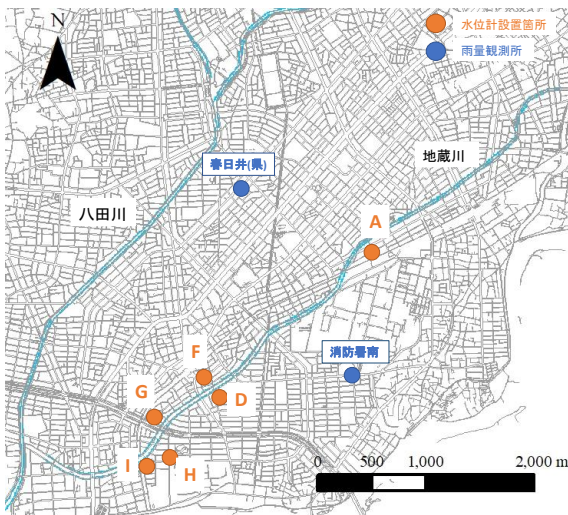 N
水位計設置箇所
雨量観測所
春日井(県)
地蔵川
八田川
A
消防署南
F
D
G
I
H
0 500 1,000 2,000 m